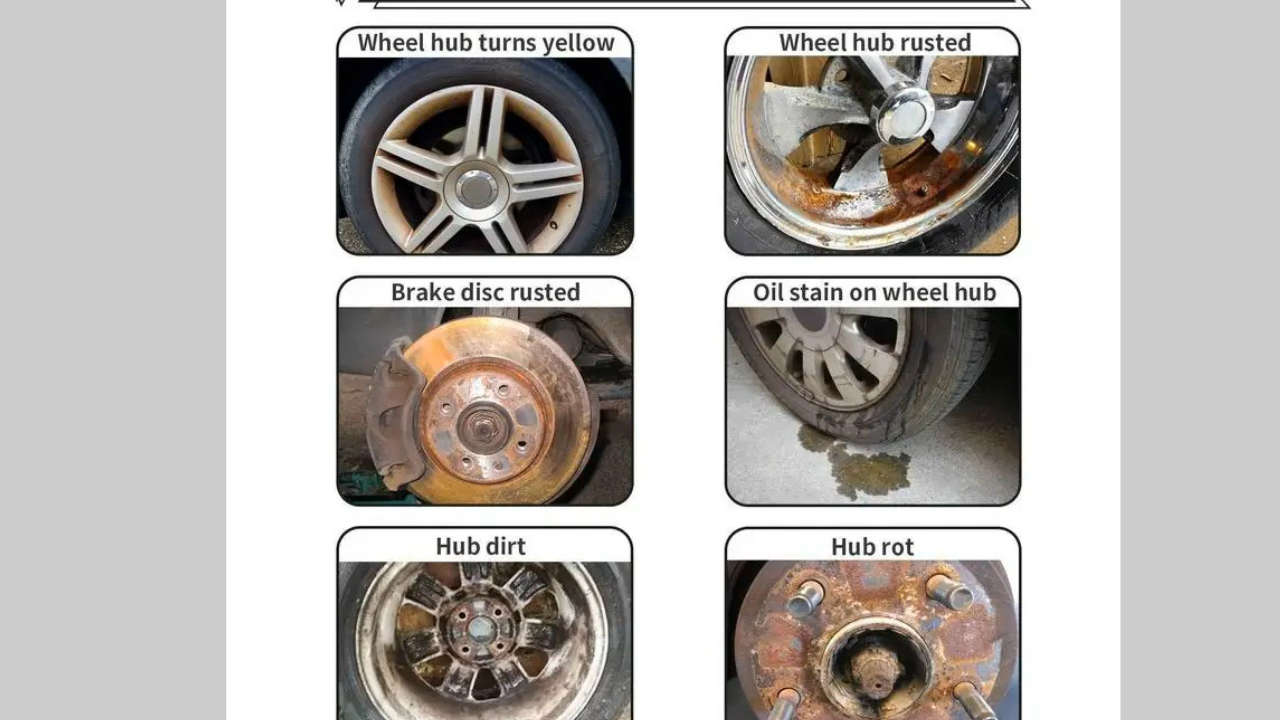 Wheel hub turns yellow
Wheel hub rusted
Brake disc rusted
Oil stain on wheel hub
Hub dirt
Hub rot